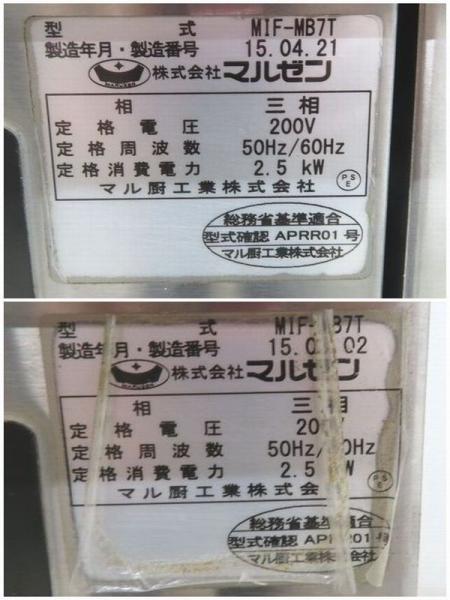 型 式 MIF-MB7T
製造年月・製造番号 15.04.21
株式会社 マルゼン
相 三相
定格電圧 200V
定格周波数 50Hz/60Hz
定格消費電力 2.5 kW
PSE
マル厨工業株式会社
総務省基準適合
型式確認 APRR01 号
マル厨工業株式会社
型 式 MIF- B7T
製造年月・製造番号 15.0 02
株式会社 マルゼン
相 三相
定格電圧 20 V
定格周波数 50Hz/ 0Hz
定格消費電力 2.5 W
PSE
マル厨工業株式会社
総務省基準適合
型式確認 AP R01 号
マル厨工業株式会社